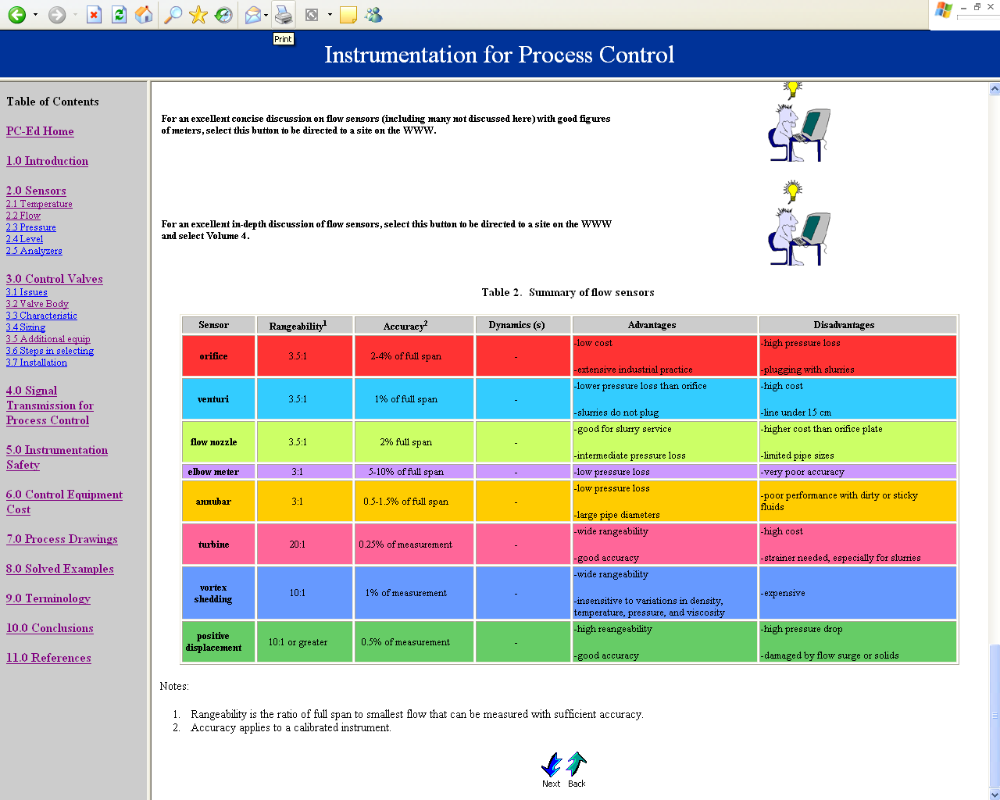 Print
Instrumentation for Process Control
Table of Contents
PC-Ed Home
1.0 Introduction
2.0 Sensors
2.1 Temperature
2.2 Flow
2.3 Pressure
2.4 Level
2.5 Analyzers
3.0 Control Valves
3.1 Issues
3.2 Valve Body
3.3 Characteristic
3.4 Sizing
3.5 Additional equip
3.6 Steps in selecting
3.7 Installation
4.0 Signal
Transmission for
Process Control
5.0 Instrumentation
Safety
6.0 Control Equipment
Cost
7.0 Process Drawings
8.0 Solved Examples
9.0 Terminology
10.0 Conclusions
11.0 References
For an excellent concise discussion on flow sensors (including many not discussed here) with good figures
of meters, select this button to be directed to a site on the WWW.
For an excellent in-depth discussion of flow sensors, select this button to be directed to a site on the WWW
and select Volume 4.
Table 2. Summary of flow sensors
Sensor Rangeability1 Accuracy2 Dynamics (s) Advantages Disadvantages
orifice 3.5:1 2-4% of full span - -low cost -high pressure loss
-extensive industrial practice -plugging with slurries
venturi 3.5:1 1% of full span - -lower pressure loss than orifice -high cost
-slurries do not plug -line under 15 cm
flow nozzle 3.5:1 2% full span - -good for slurry service -higher cost than orifice plate
-intermediate pressure loss -limited pipe sizes
elbow meter 3:1 5-10% of full span - -low pressure loss -very poor accuracy
annubar 3:1 0.5-1.5% of full span - -low pressure loss -poor performance with dirty or sticky
-large pipe diameters fluids
turbine 20:1 0.25% of measurement - -wide rangeability -high cost
-good accuracy -strainer needed, especially for slurries
vortex 10:1 1% of measurement - -wide rangeability -expensive
shedding -insensitive to variations in density,
temperature, pressure, and viscosity
positive 10:1 or greater 0.5% of measurement - -high reangeability -high pressure drop
displacement -good accuracy -damaged by flow surge or solids
Notes:
1. Rangeability is the ratio of full span to smallest flow that can be measured with sufficient accuracy.
2. Accuracy applies to a calibrated instrument.
Next Back